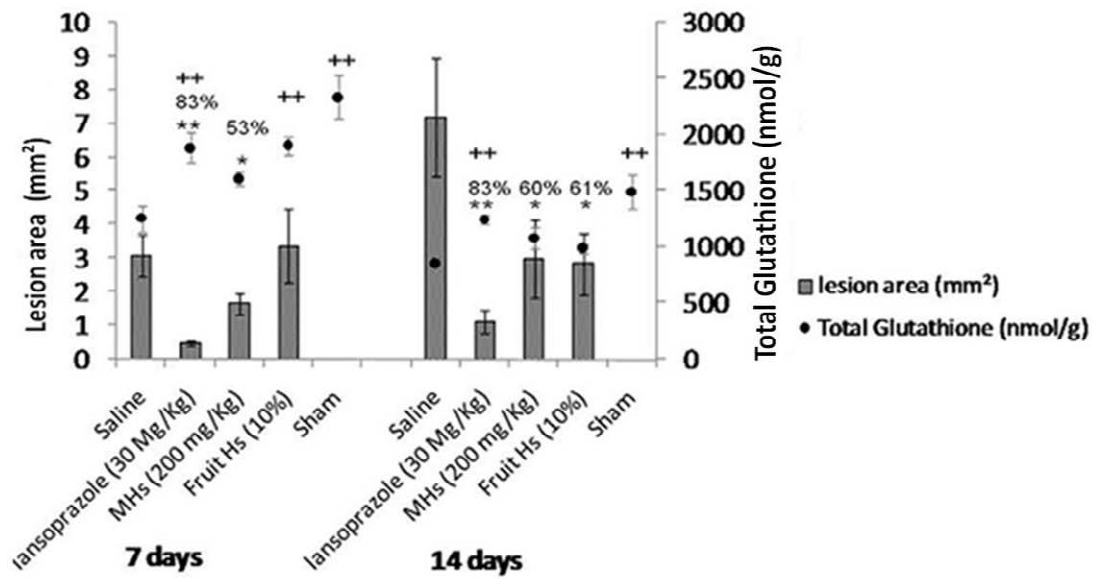 10
9
8
7
6
5
4
3
2
1
0
Lesion area (mm²)
++
83%
**
53%
*
++
++
++
83%
**
60%
*
61%
*
++
3000
2500
2000
1500
1000
500
0
Total Glutathione (nmol/g)
lesion area (mm²)
Total Glutathione (nmol/g)
Saline
lansoprazole (30 Mg/Kg)
MHs (200 mg/Kg)
Fruit Hs (10%)
Sham
Saline
lansoprazole (30 Mg/Kg)
MHs (200 mg/Kg)
Fruit Hs (10%)
Sham
7 days
14 days